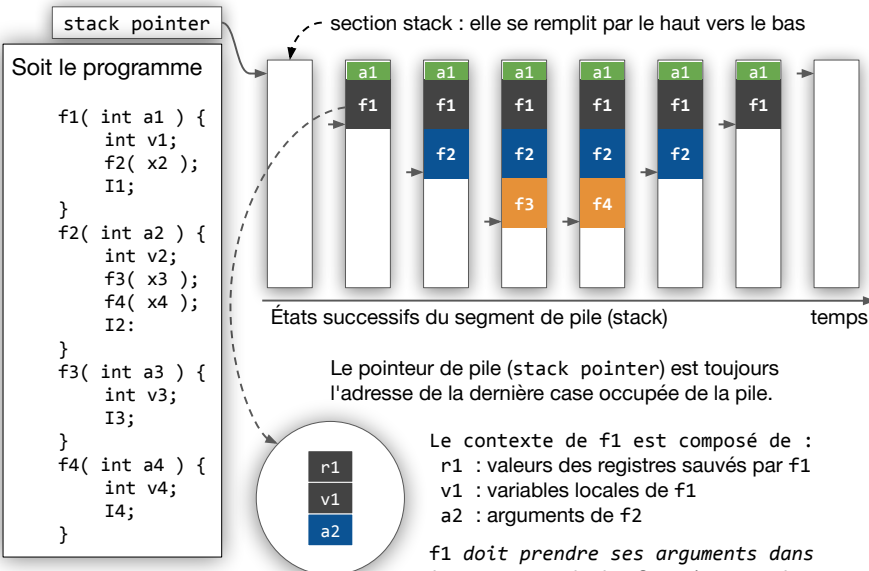 stack pointer
section stack : elle se remplit par le haut vers le bas
Soit le programme
f1( int a1 ) {
int v1;
f2( x2 );
I1;
}
f2( int a2 ) {
int v2;
f3( x3 );
f4( x4 );
I2:
}
f3( int a3 ) {
int v3;
I3;
}
f4( int a4 ) {
int v4;
I4;
}
a1 a1 a1 a1 a1 a1
f1 f1 f1 f1 f1 f1
f2 f2 f2 f2
f3 f4
États successifs du segment de pile (stack) temps
Le pointeur de pile (stack pointer) est toujours
l'adresse de la dernière case occupée de la pile.
r1
v1
a2
Le contexte de f1 est composé de :
r1 : valeurs des registres sauvés par f1
v1 : variables locales de f1
a2 : arguments de f2
f1 doit prendre ses arguments dans